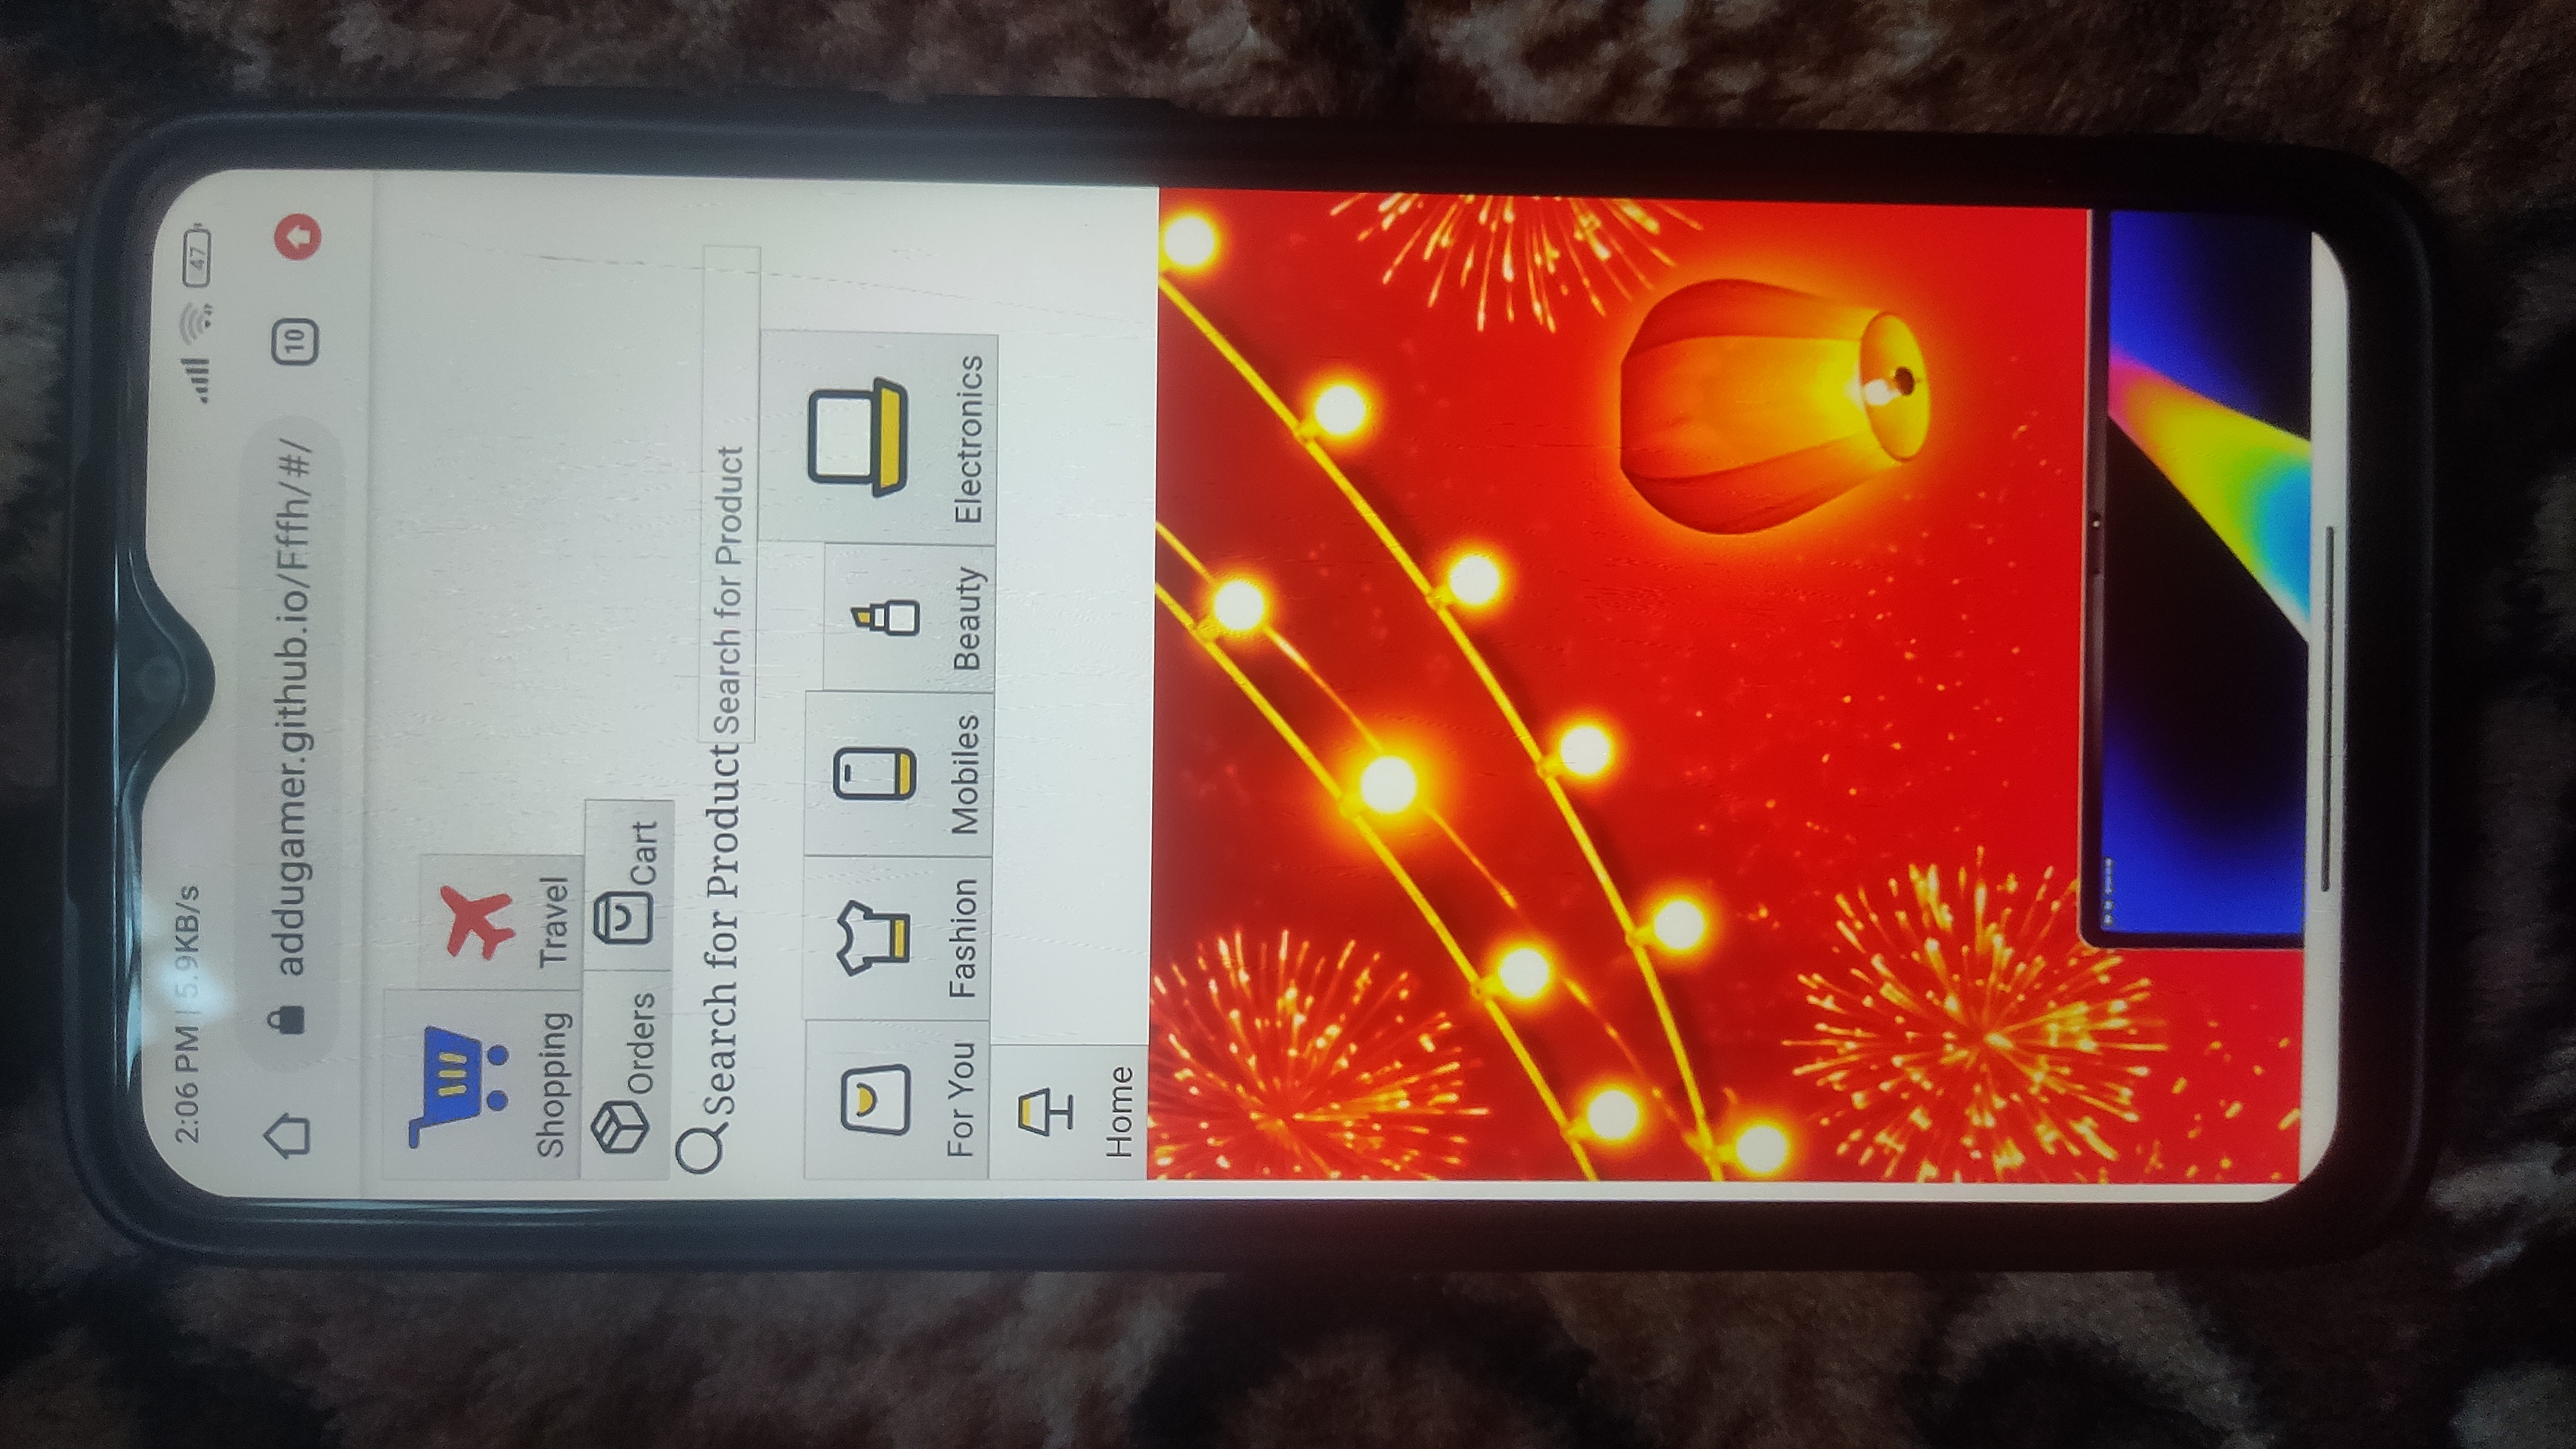 2:06 PM | 5.9KB/s
47
addugamer.github.io/Fffh/#/
10
Shopping Travel
Orders Cart
Search for Product Search for Product
For You Fashion Mobiles Beauty Electronics
Home